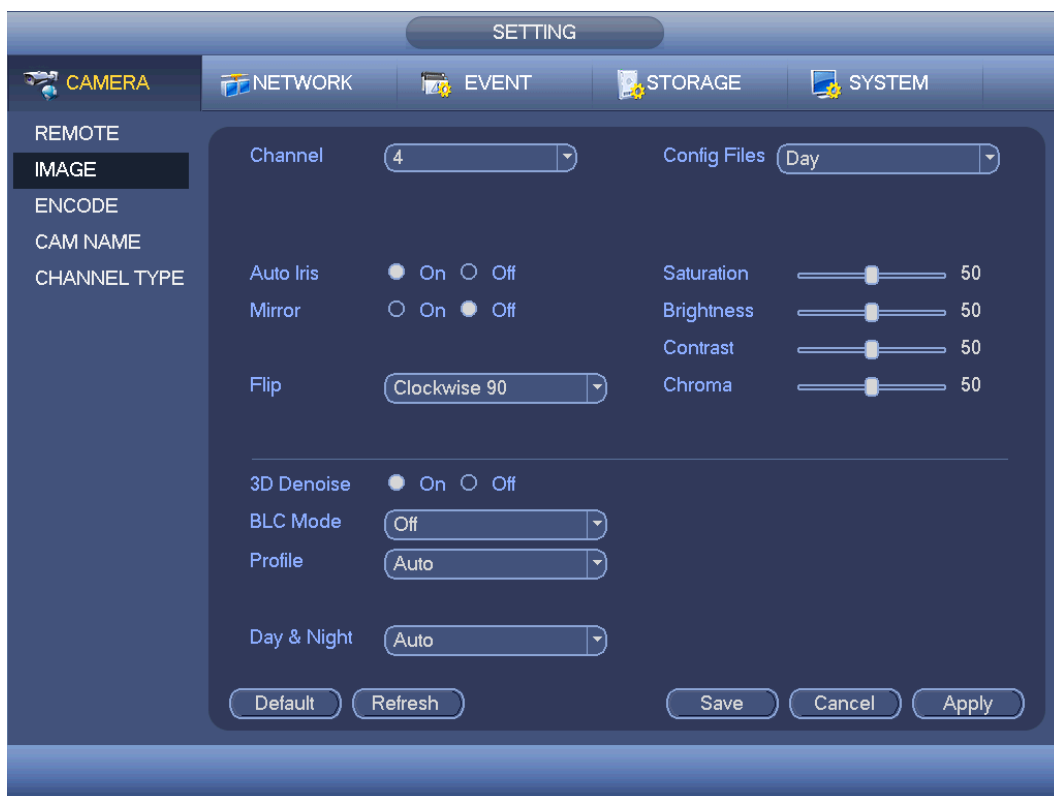 SETTING
CAMERA NETWORK EVENT STORAGE SYSTEM
REMOTE
IMAGE
ENCODE
CAM NAME
CHANNEL TYPE
Channel 4 Config Files Day
Auto Iris On Off Saturation 50
Mirror On Off Brightness 50
Contrast 50
Flip Clockwise 90 Chroma 50
3D Denoise On Off
BLC Mode Off
Profile Auto
Day & Night Auto
Default Refresh Save Cancel Apply